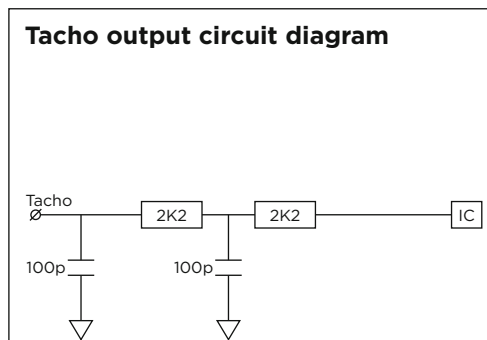 Tacho output circuit diagram
Tacho
2K2
2K2
IC
100p
100p